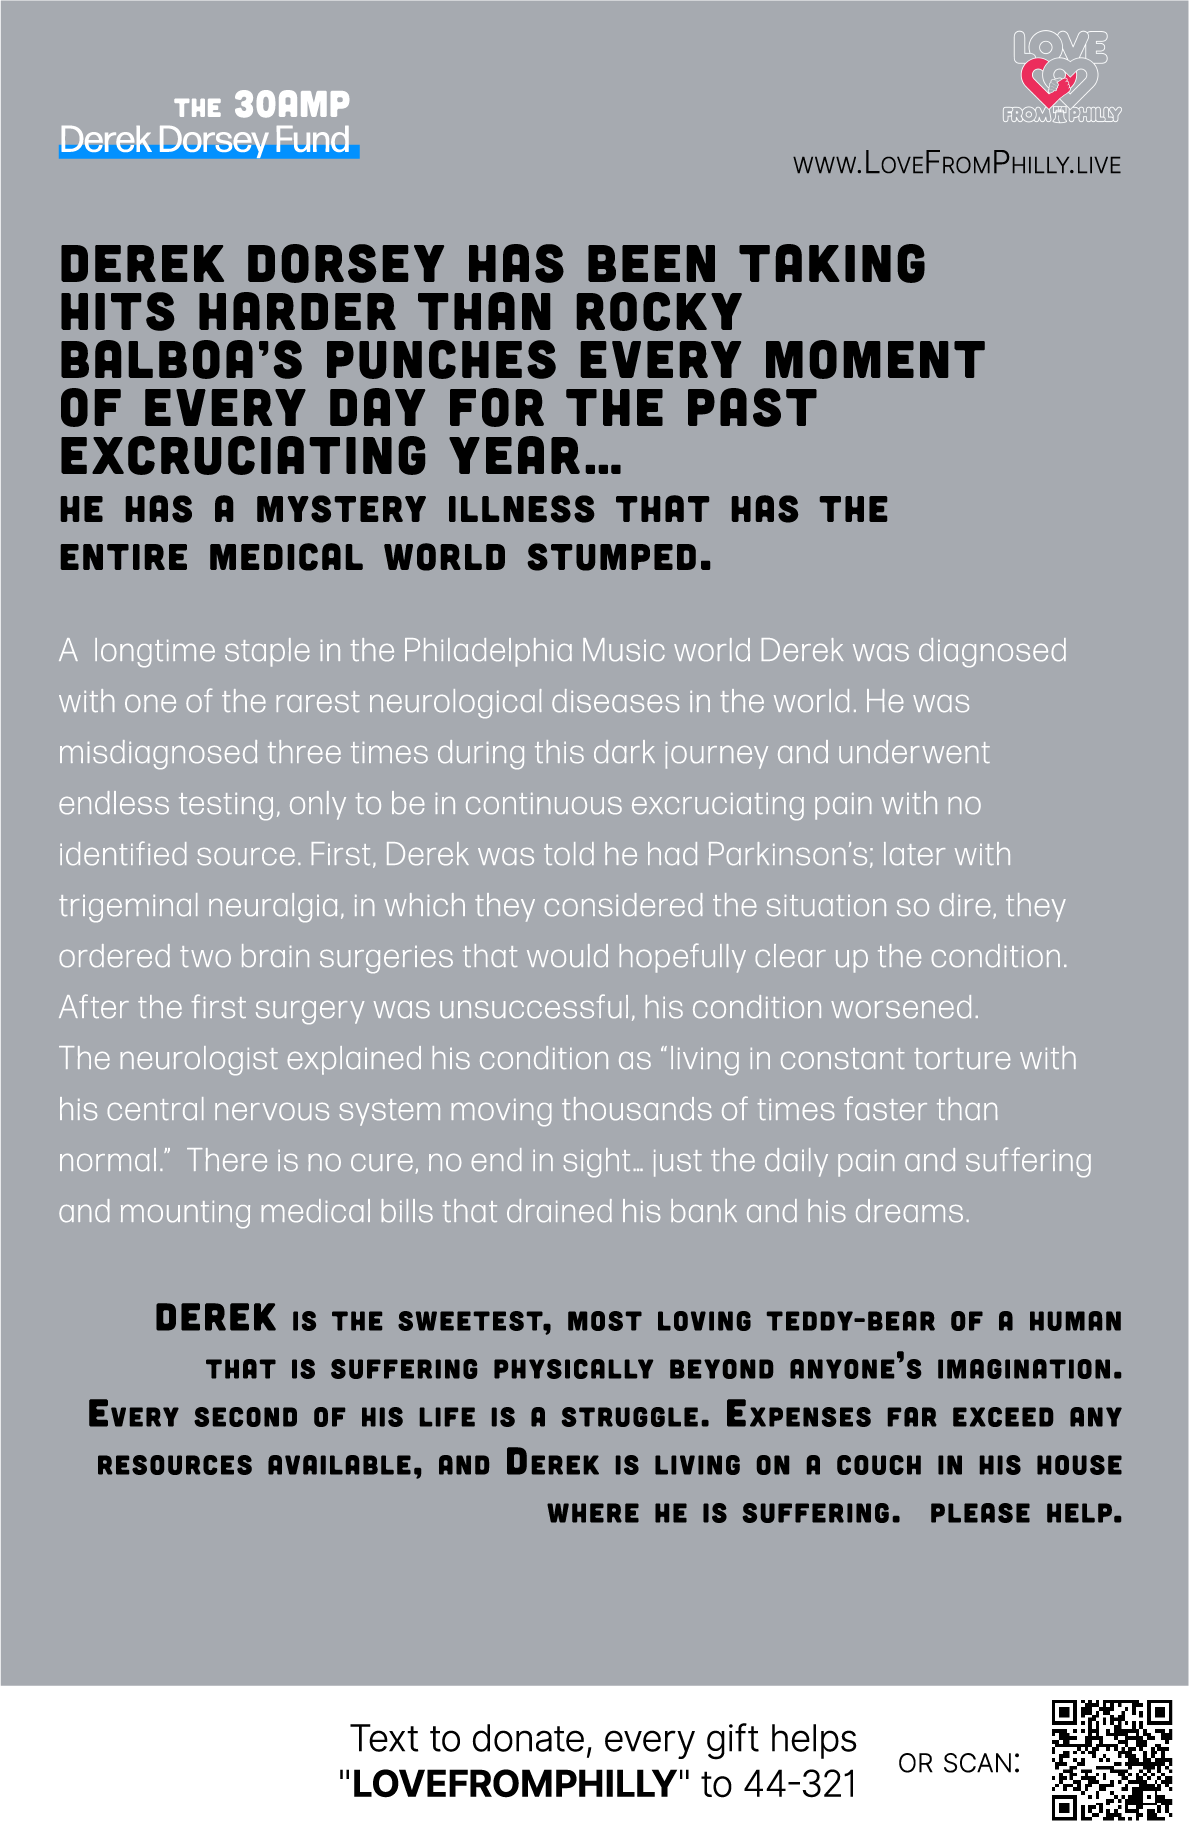 THE 30AMP
Derek Dorsey Fund
LOVE
FROM PHILLY
www.LoveFromPhilly.live
DEREK DORSEY HAS BEEN TAKING
HITS HARDER THAN ROCKY
BALBOA’S PUNCHES EVERY MOMENT
OF EVERY DAY FOR THE PAST
EXCRUCIATING YEAR…
HE HAS A MYSTERY ILLNESS THAT HAS THE
ENTIRE MEDICAL WORLD STUMPED.
A  longtime staple in the Philadelphia Music world Derek was diagnosed
with one of the rarest neurological diseases in the world. He was
misdiagnosed three times during this dark journey and underwent
endless testing, only to be in continuous excruciating pain with no
identified source. First, Derek was told he had Parkinson’s; later with
trigeminal neuralgia, in which they considered the situation so dire, they
ordered two brain surgeries that would hopefully clear up the condition.
After the first surgery was unsuccessful, his condition worsened.
The neurologist explained his condition as “living in constant torture with
his central nervous system moving thousands of times faster than
normal.”  There is no cure, no end in sight… just the daily pain and suffering
and mounting medical bills that drained his bank and his dreams.
DEREK is the sweetest, most loving teddy-bear of a human
that is suffering physically beyond anyone’s imagination.
Every second of his life is a struggle. Expenses far exceed any
resources available, and Derek is living on a couch in his house
where he is suffering.  please help.
Text to donate, every gift helps
"LOVEFROMPHILLY" to 44-321
OR SCAN: